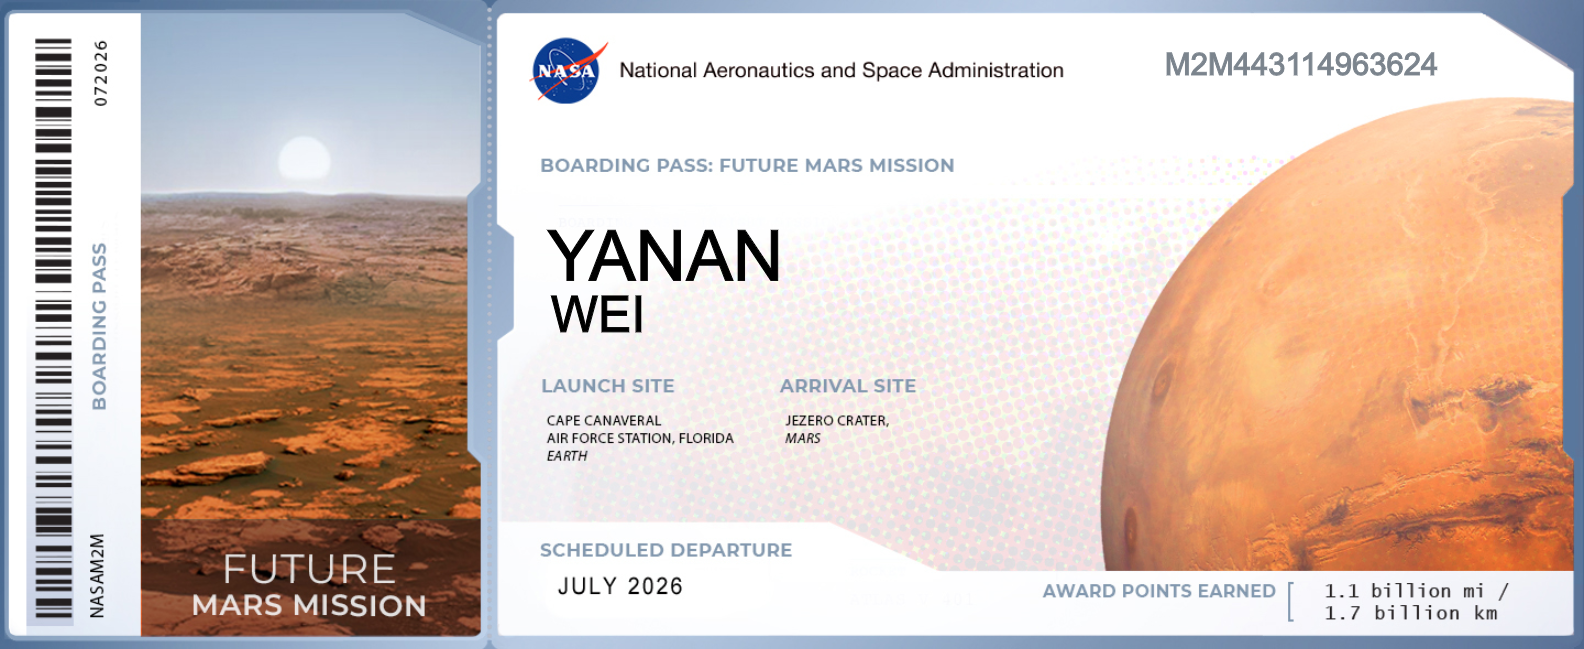 072026
BOARDING PASS
NASAM2M
FUTURE
MARS MISSION
NASA
National Aeronautics and Space Administration
M2M443114963624
BOARDING PASS: FUTURE MARS MISSION
YANAN
WEI
LAUNCH SITE
CAPE CANAVERAL
AIR FORCE STATION, FLORIDA
EARTH
ARRIVAL SITE
JEZERO CRATER,
MARS
SCHEDULED DEPARTURE
JULY 2026
AWARD POINTS EARNED
1.1 billion mi /
1.7 billion km